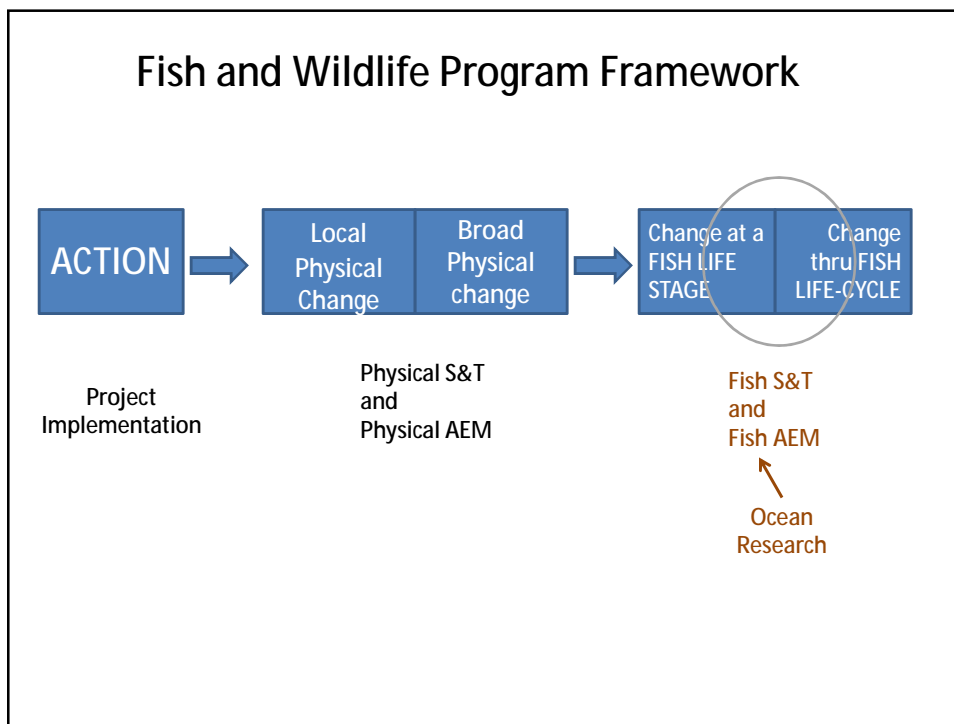 Fish and Wildlife Program Framework
ACTION
Local
Physical
Change
Broad
Physical
change
Change at a
FISH LIFE
STAGE
Change
thru FISH
LIFE-CYCLE
Project
Implementation
Physical S&T
and
Physical AEM
Fish S&T
and
Fish AEM
Ocean
Research